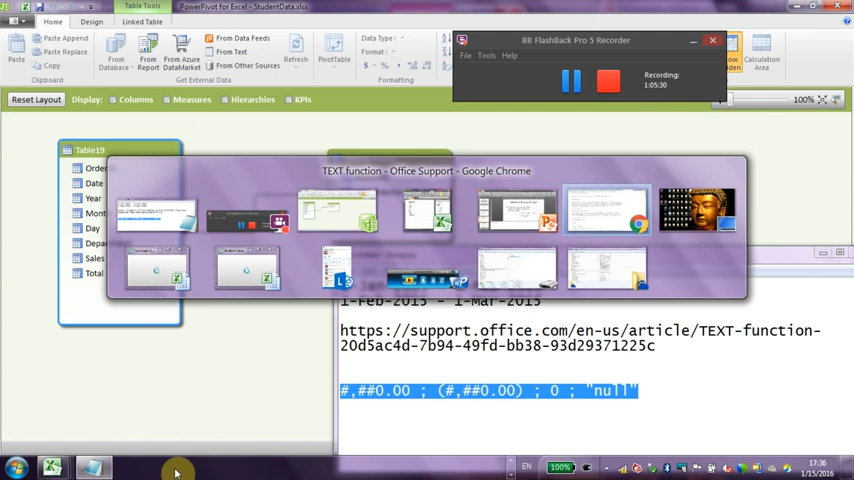 Table Tools
PowerPivot for Excel - StudentData.xlsx
Home
Design
Linked Table
Paste
Paste Append
Paste Replace
Copy
Clipboard
From Database
From Report
From Azure DataMarket
From Data Feeds
From Text
From Other Sources
Get External Data
PivotTable
Data Type :
Format :
Formatting
Calculation Area
BB FlashBack Pro 5 Recorder
File Tools Help
Recording:
1:05:30
Reset Layout
Display:
Columns
Measures
Hierarchies
KPIs
100%
Table19
Date
Year
Day
Sales
Total
TEXT function - Office Support - Google Chrome
1-Feb-2015 - 1-Mar-2015
https://support.office.com/en-us/article/TEXT-function-
20d5ac4d-7b94-49fd-bb38-93d29371225c
#,##0.00 ; (#,##0.00) ; 0 ; "null"
EN
100%
17:36
1/15/2016